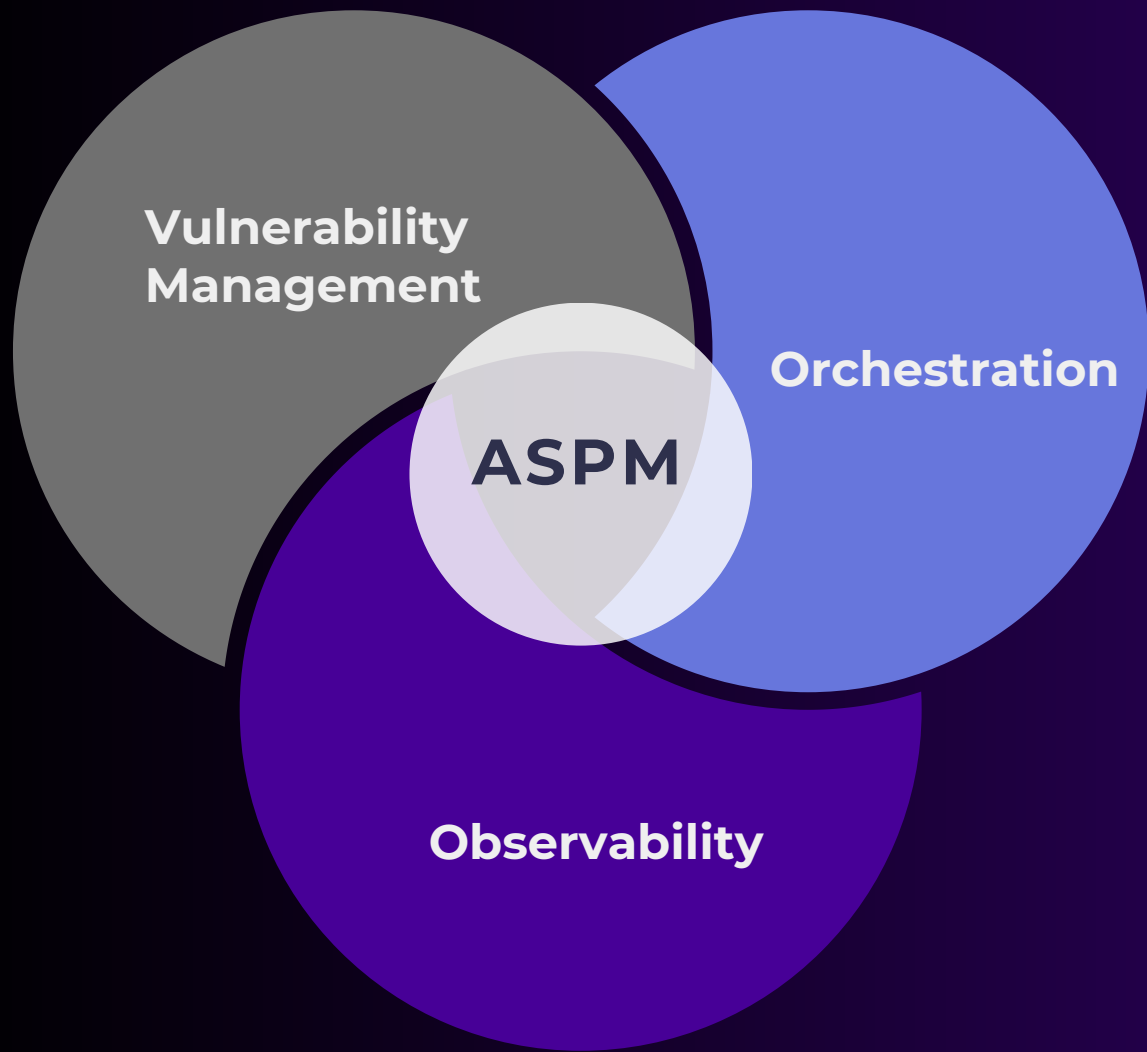 Vulnerability
Management
Orchestration
ASPM
Observability